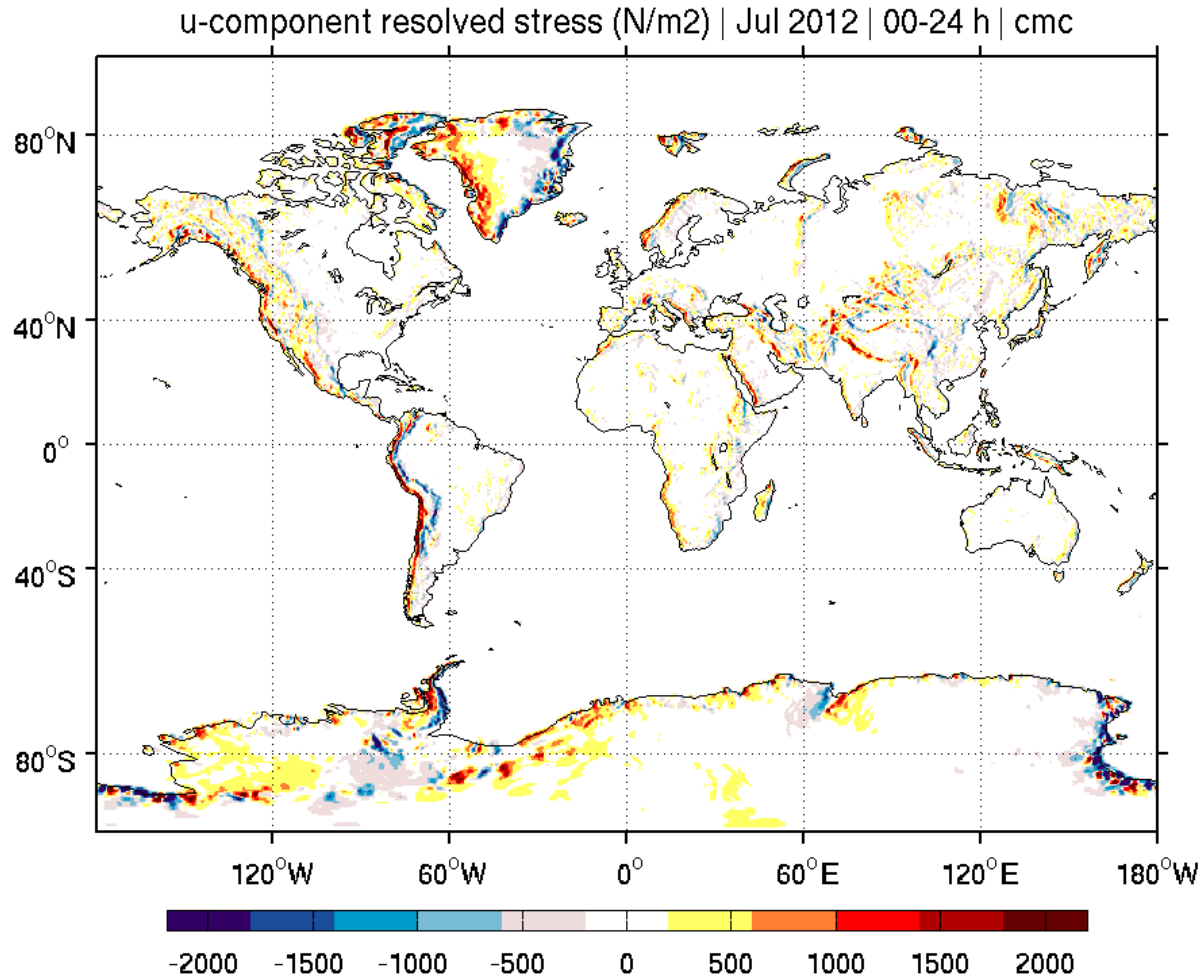 u-component resolved stress (N/m2) | Jul 2012 | 00-24 h | cmc
80°N
40°N
0°
40°S
80°S
120°W 60°W 0° 60°E 120°E 180°W
-2000 -1500 -1000 -500 0 500 1000 1500 2000